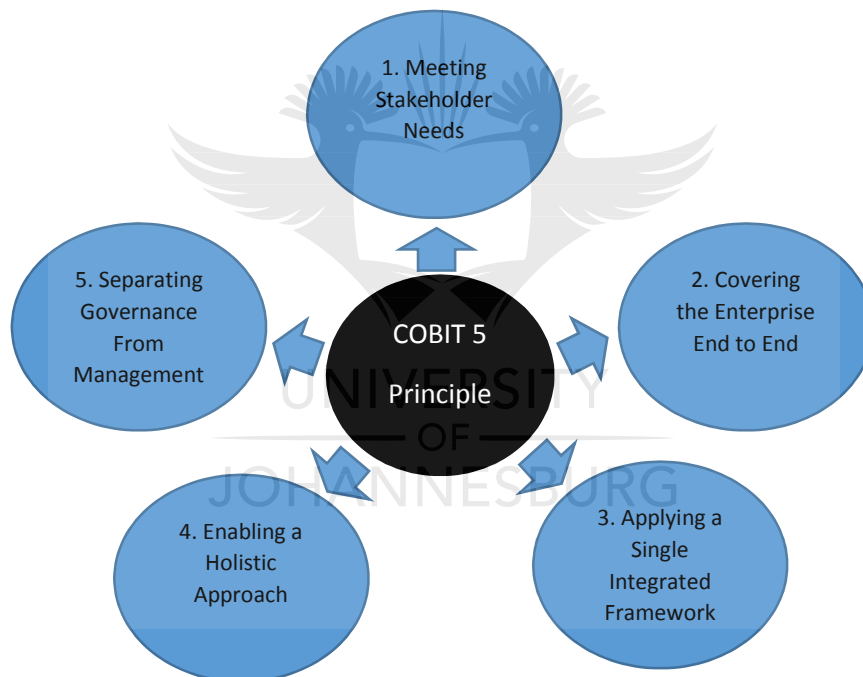 1. Meeting
Stakeholder
Needs
2. Covering
the Enterprise
End to End
3. Applying a
Single
Integrated
Framework
4. Enabling a
Holistic
Approach
5. Separating
Governance
From
Management
COBIT 5
Principle
UNIVERSITY
OF
JOHANNESBURG